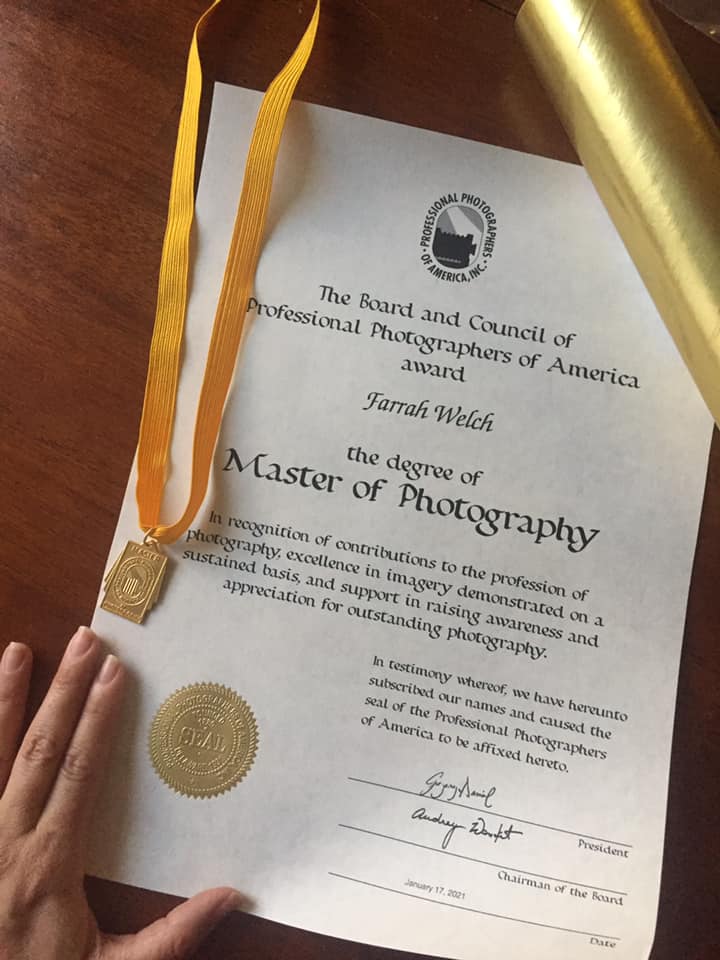 PROFESSIONAL PHOTOGRAPHERS
OF AMERICA, INC.
The Board and Council of
Professional Photographers of America
award
Farrah Welch
the degree of
Master of Photography
In recognition of contributions to the profession of
photography, excellence in imagery demonstrated on a
sustained basis, and support in raising awareness and
appreciation for outstanding photography.
In testimony whereof, we have hereunto
subscribed our names and caused the
seal of the Professional Photographers
of America to be affixed hereto.
MASTER
SEAL
President
Chairman of the Board
January 17, 2021
Date